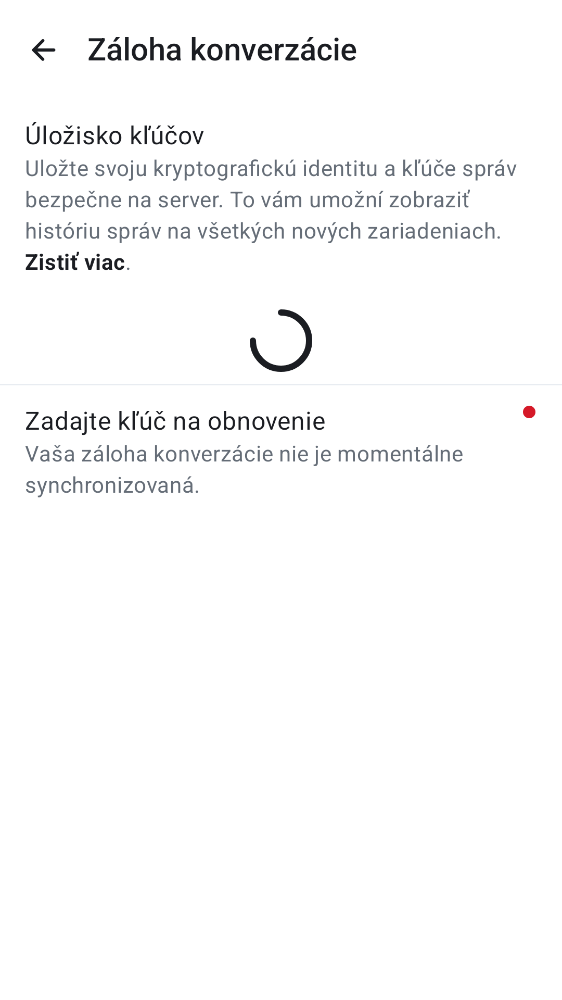 Záloha konverzácie
Úložisko kľúčov
Uložte svoju kryptografickú identitu a kľúče správ
bezpečne na server. To vám umožní zobraziť
históriu správ na všetkých nových zariadeniach.
Zistiť viac.
Zadajte kľúč na obnovenie
Vaša záloha konverzácie nie je momentálne
synchronizovaná.